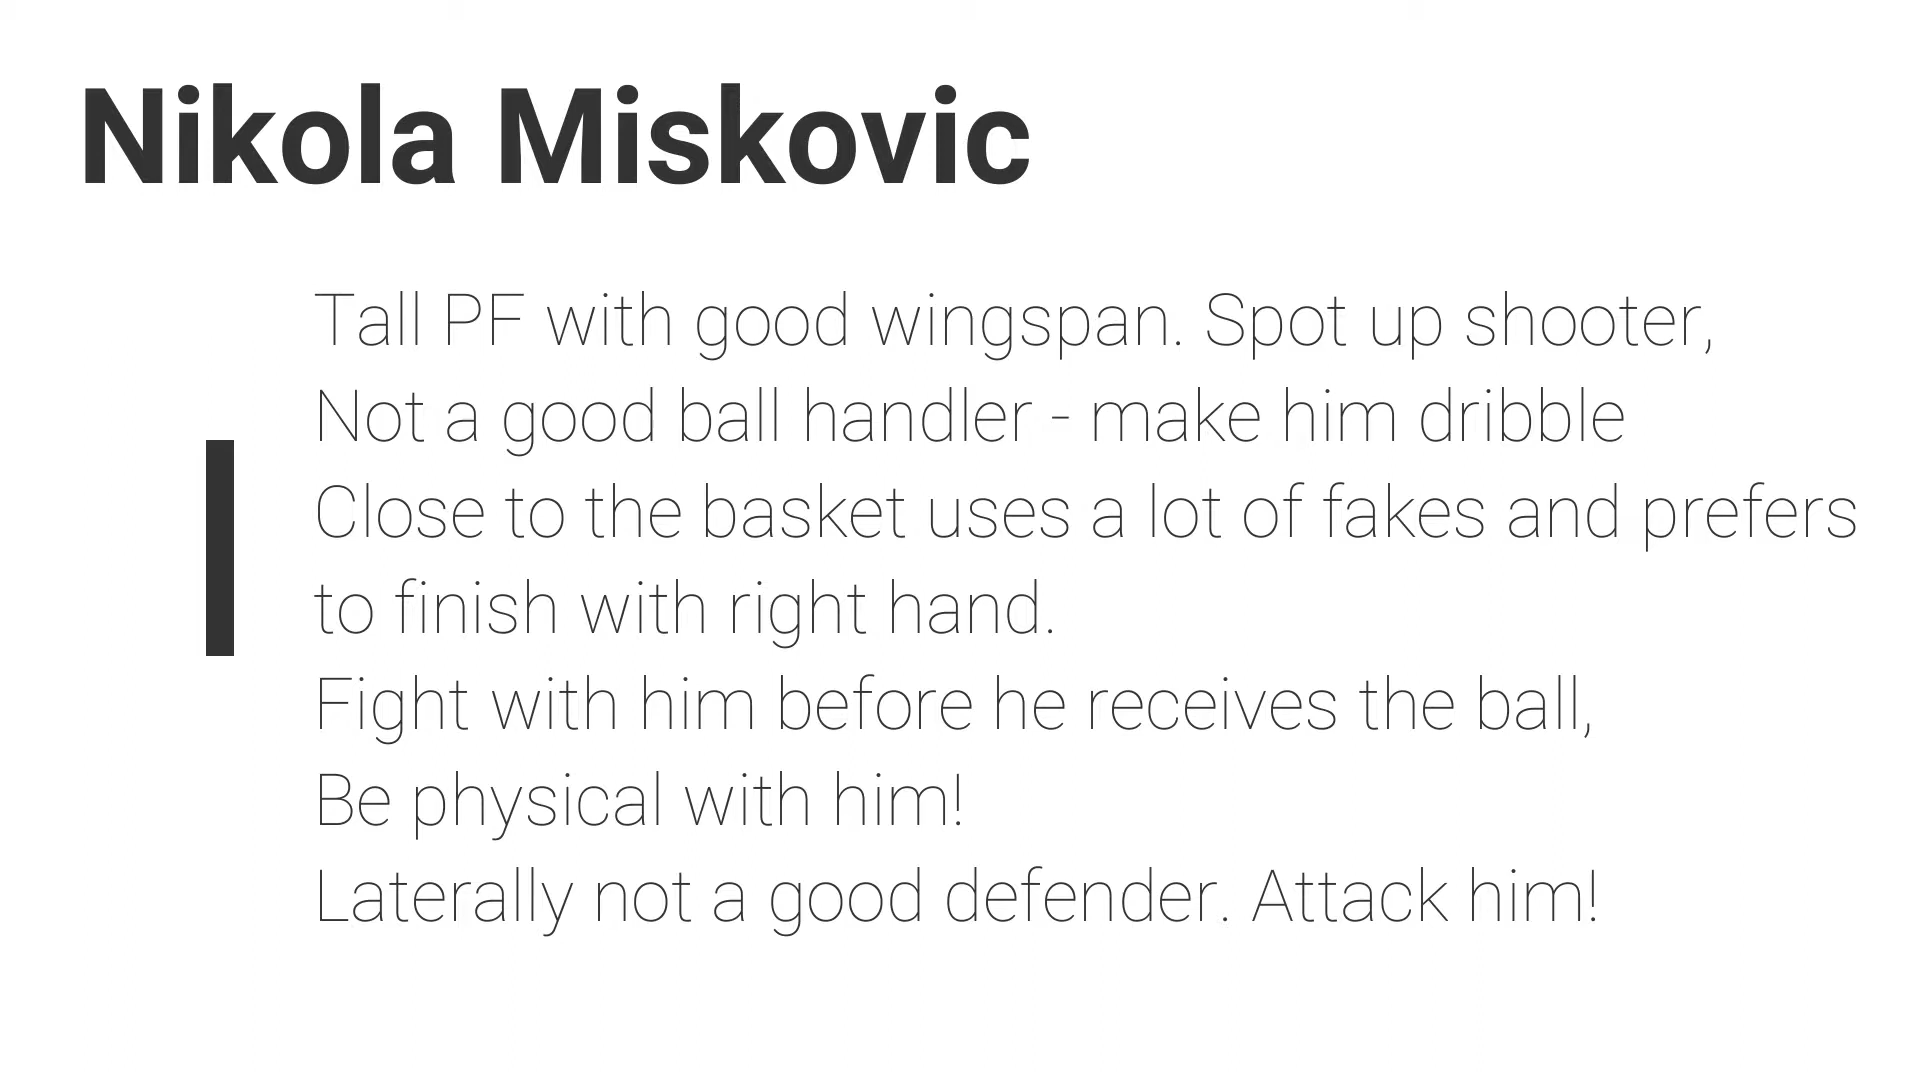 Nikola Miskovic
Tall PF with good wingspan. Spot up shooter,
Not a good ball handler - make him dribble
Close to the basket uses a lot of fakes and prefers
to finish with right hand.
Fight with him before he receives the ball,
Be physical with him!
Laterally not a good defender. Attack him!